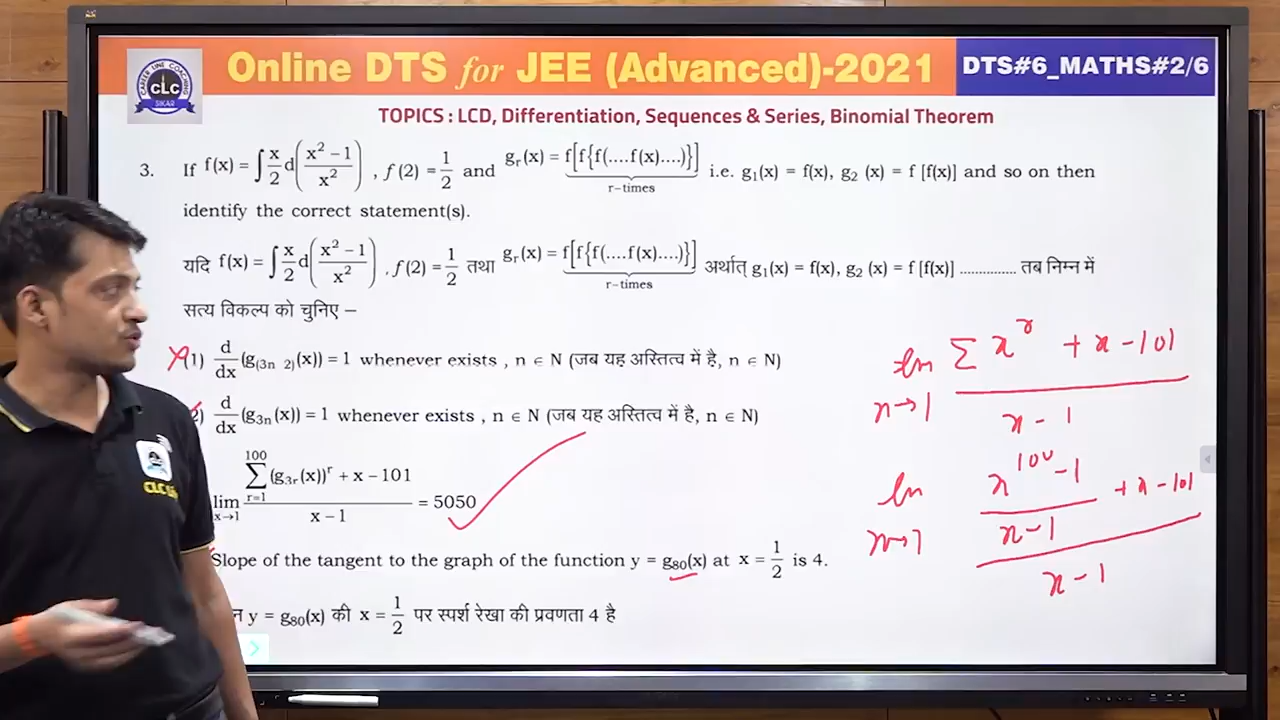 Online DTS for JEE (Advanced)-2021
DTS#6_MATHS#2/6
CAREER LINE COACHING
CLC
SIKAR
TOPICS : LCD, Differentiation, Sequences & Series, Binomial Theorem
3. If f(x) = ∫ x/2 d((x² − 1)/x²) , f(2) = 1/2 and gᵣ(x) = f[f{f(....f(x)....)}] i.e. g₁(x) = f(x), g₂ (x) = f [f(x)] and so on then
r-times
identify the correct statement(s).
यदि f(x) = ∫ x/2 d((x² − 1)/x²) , f(2) = 1/2 तथा gᵣ(x) = f[f{f(....f(x)....)}] अर्थात् g₁(x) = f(x), g₂ (x) = f [f(x)] .............. तब निम्न में
r-times
सत्य विकल्प को चुनिए –
(1) d/dx (g₍₃ₙ ₂₎(x)) = 1 whenever exists , n ∈ N (जब यह अस्तित्व में है, n ∈ N)
2) d/dx (g₃ₙ(x)) = 1 whenever exists , n ∈ N (जब यह अस्तित्व में है, n ∈ N)
lim x→1 (100 ∑ r=1 (g₃ᵣ(x))ʳ + x − 101)/(x − 1) = 5050
Slope of the tangent to the graph of the function y = g₈₀(x) at x = 1/2 is 4.
न y = g₈₀(x) की x = 1/2 पर स्पर्श रेखा की प्रवणता 4 है
lim x→1 (∑ xʳ + x − 101)/(x − 1)
lim x→1 ((x¹⁰⁰ − 1)/(x − 1) + x − 101)/(x − 1)